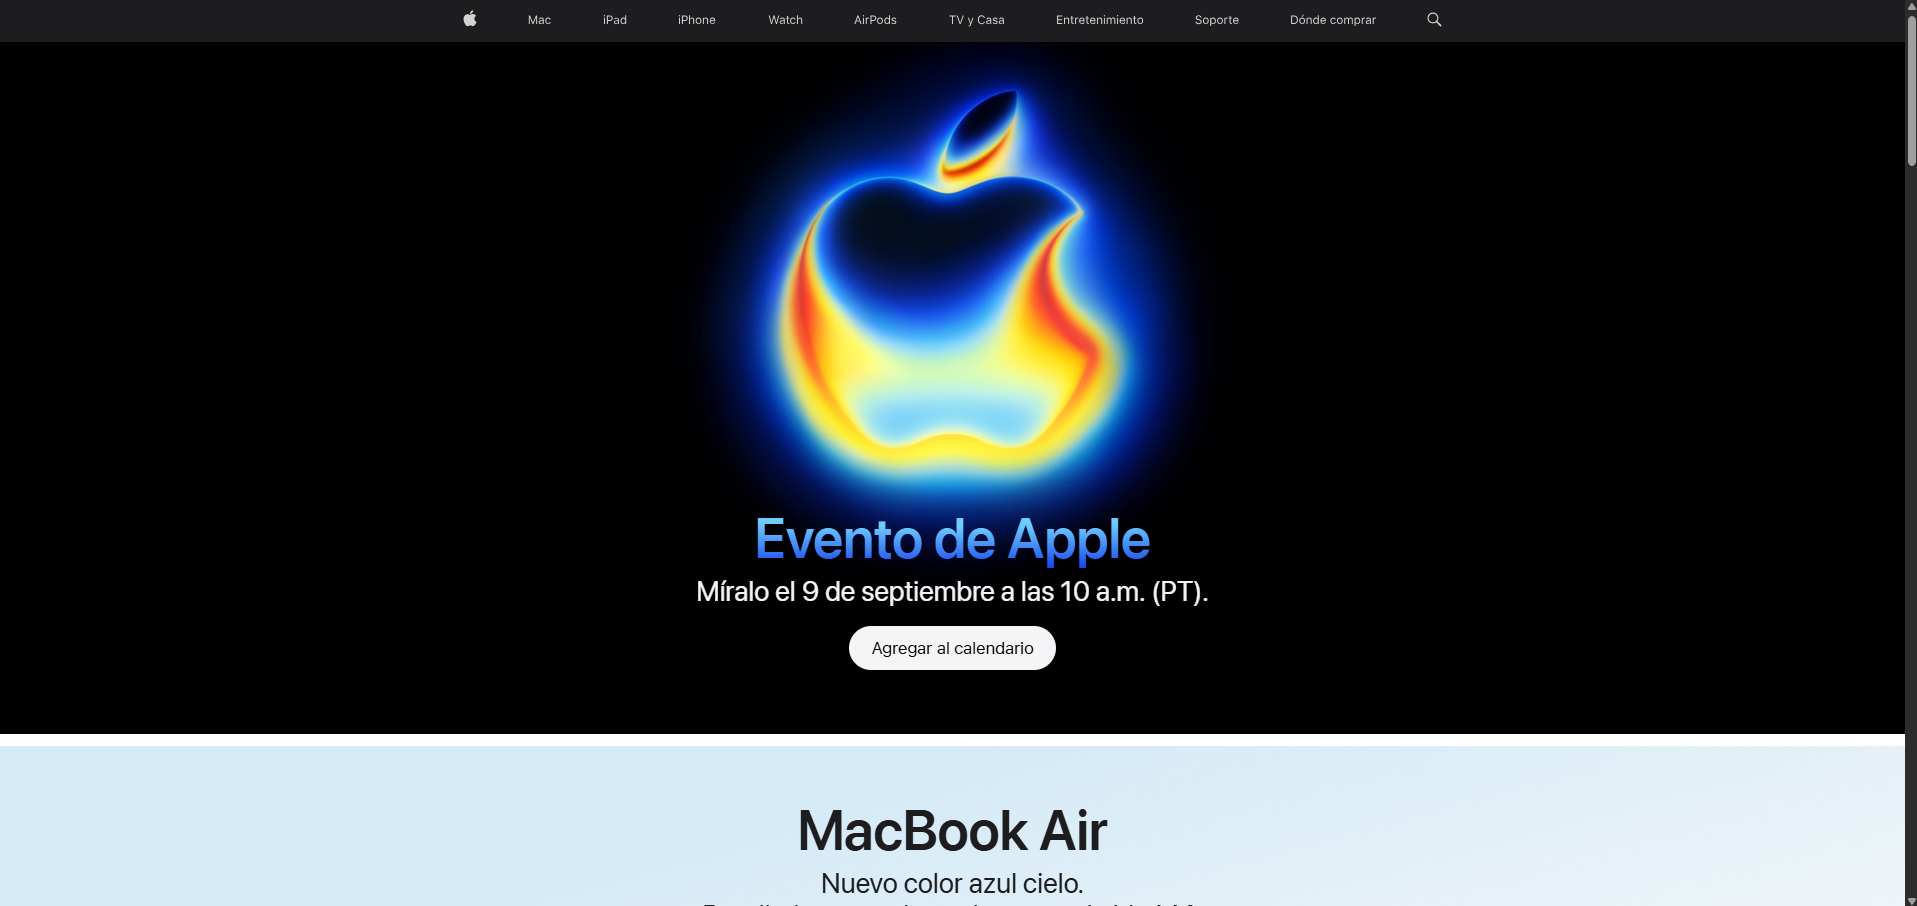 Mac iPad iPhone Watch AirPods TV y Casa Entretenimiento Soporte Dónde comprar
Evento de Apple
Míralo el 9 de septiembre a las 10 a.m. (PT).
Agregar al calendario
MacBook Air
Nuevo color azul cielo.